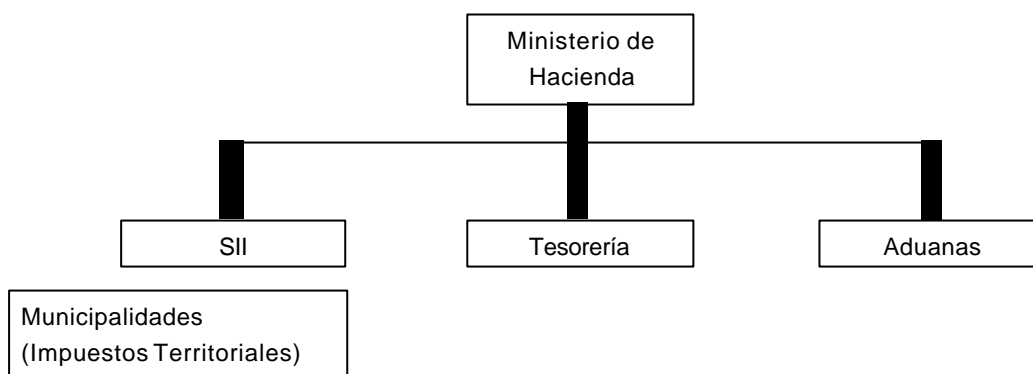 Ministerio de
Hacienda
SII
Tesorería
Aduanas
Municipalidades
(Impuestos Territoriales)